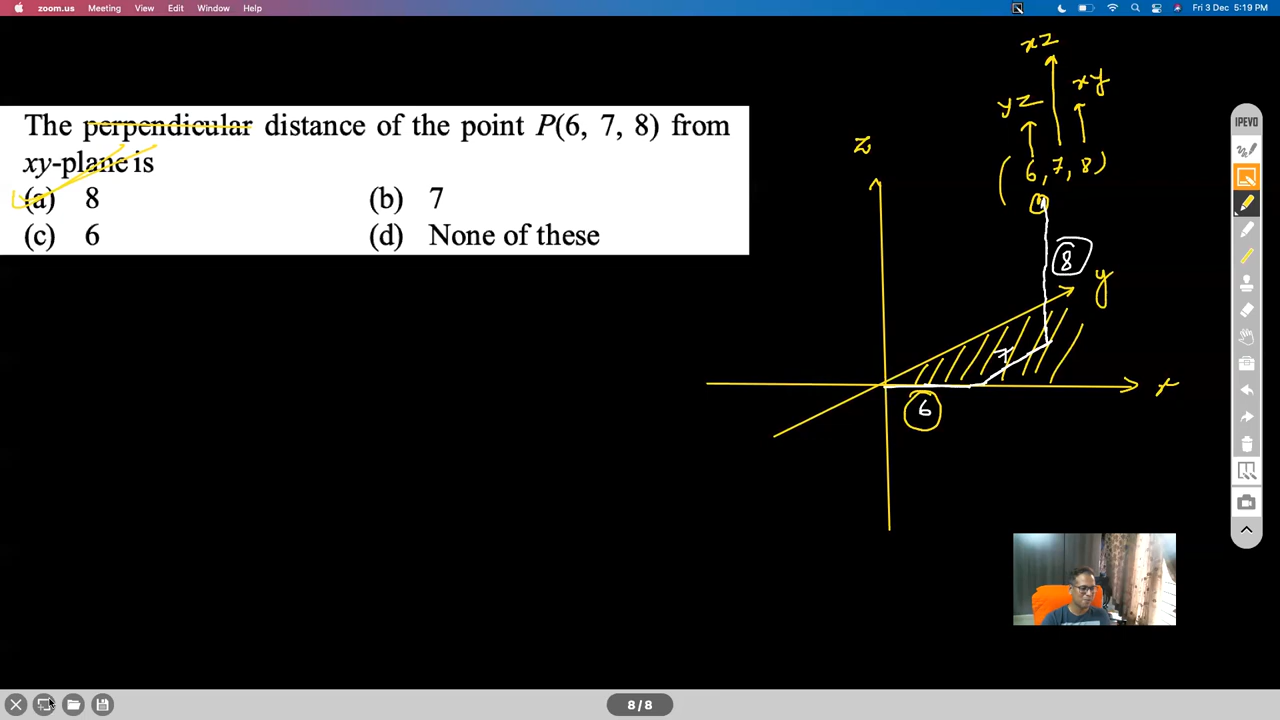 zoom.us Meeting View Edit Window Help Fri 3 Dec 5:19 PM
The perpendicular distance of the point P(6, 7, 8) from
xy-plane is
(a) 8 (b) 7
(c) 6 (d) None of these
xz
yz xy
(6, 7, 8)
z
8
y
7
x
6
IPEVO
8/8